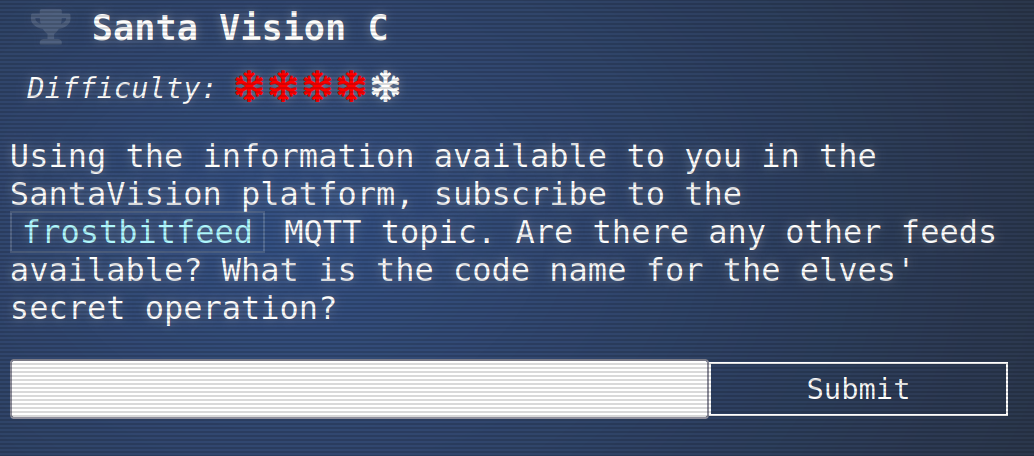 Santa Vision C
Difficulty:
Using the information available to you in the
SantaVision platform, subscribe to the
frostbitfeed MQTT topic. Are there any other feeds
available? What is the code name for the elves'
secret operation?
Submit